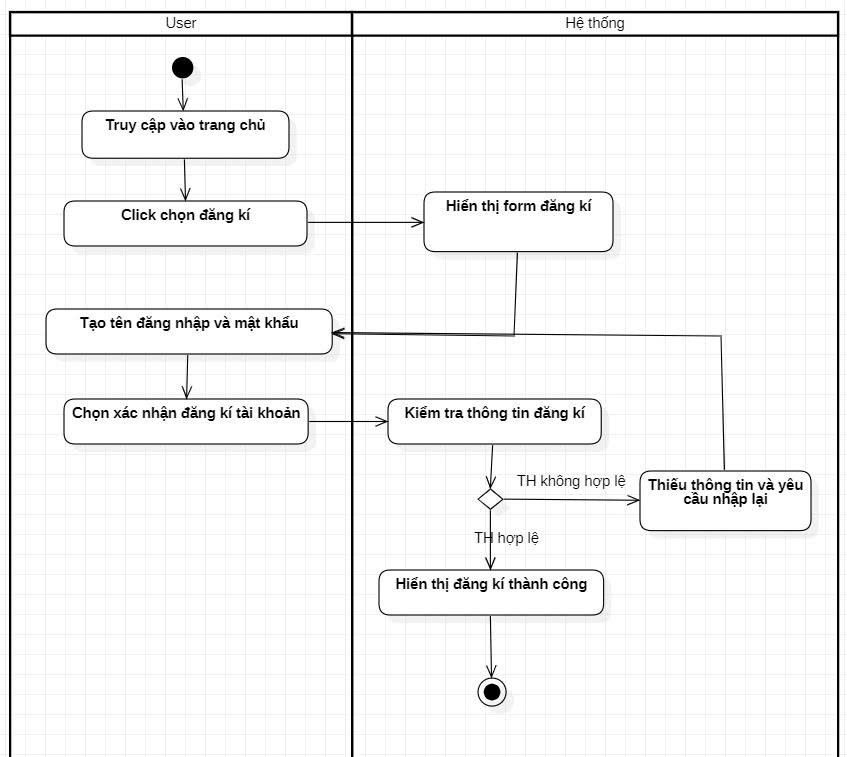 User
Hệ thống
Truy cập vào trang chủ
Click chọn đăng kí
Hiển thị form đăng kí
Tạo tên đăng nhập và mật khẩu
Chọn xác nhận đăng kí tài khoản
Kiểm tra thông tin đăng kí
TH không hợp lệ
Thiếu thông tin và yêu
cầu nhập lại
TH hợp lệ
Hiển thị đăng kí thành công